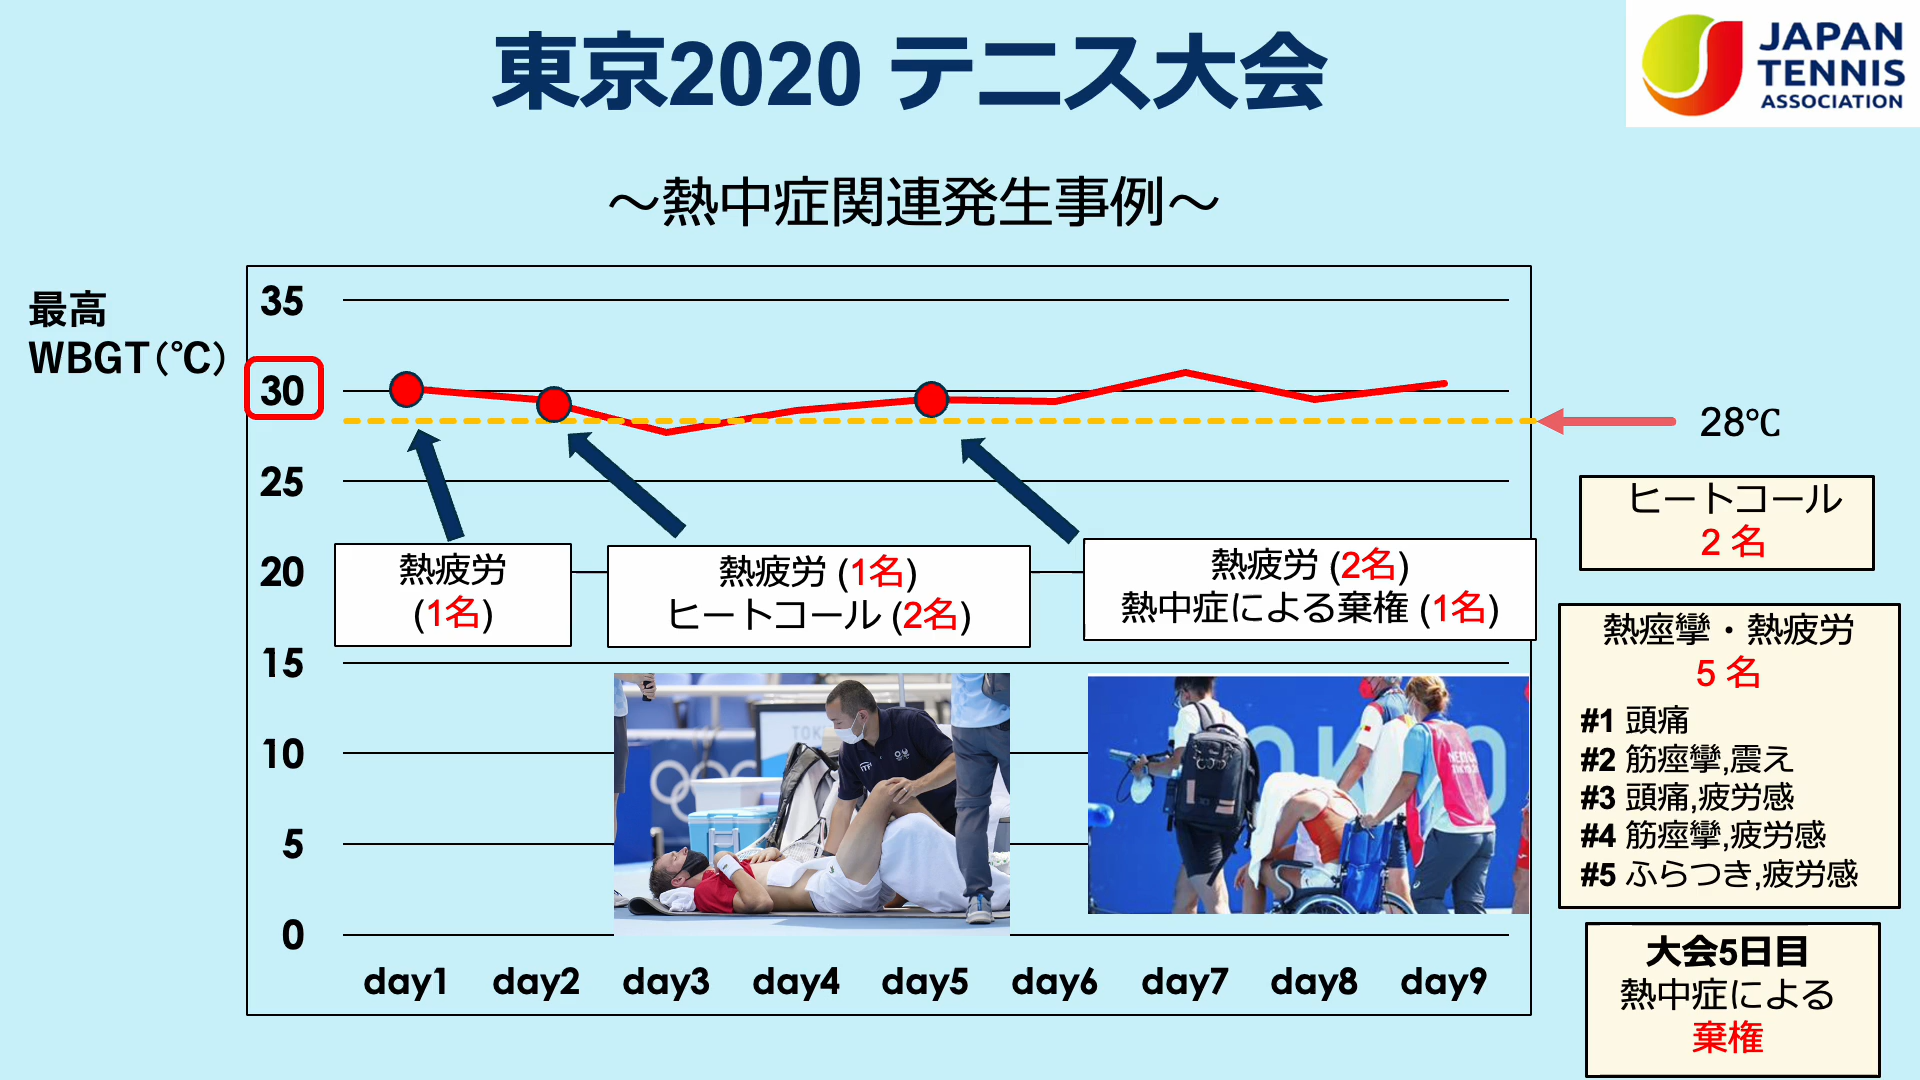 東京2020 テニス大会
JAPAN
TENNIS
ASSOCIATION
～熱中症関連発生事例～
最高
WBGT(℃)
35
30
25
20
15
10
5
0
28℃
熱疲労
(1名)
熱疲労 (1名)
ヒートコール (2名)
熱疲労 (2名)
熱中症による棄権 (1名)
day1 day2 day3 day4 day5 day6 day7 day8 day9
ヒートコール
2 名
熱痙攣・熱疲労
5 名
#1 頭痛
#2 筋痙攣,震え
#3 頭痛,疲労感
#4 筋痙攣,疲労感
#5 ふらつき,疲労感
大会5日目
熱中症による
棄権